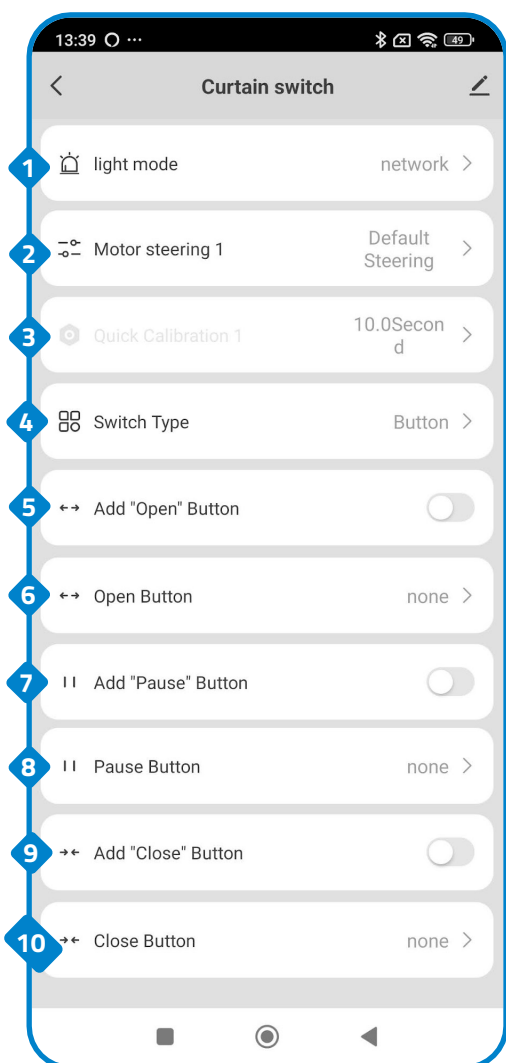 13:39
49
Curtain switch
1 light mode network
2 Motor steering 1 Default
Steering
3 Quick Calibration 1 10.0Secon
d
4 Switch Type Button
5 Add "Open" Button
6 Open Button none
7 Add "Pause" Button
8 Pause Button none
9 Add "Close" Button
10 Close Button none